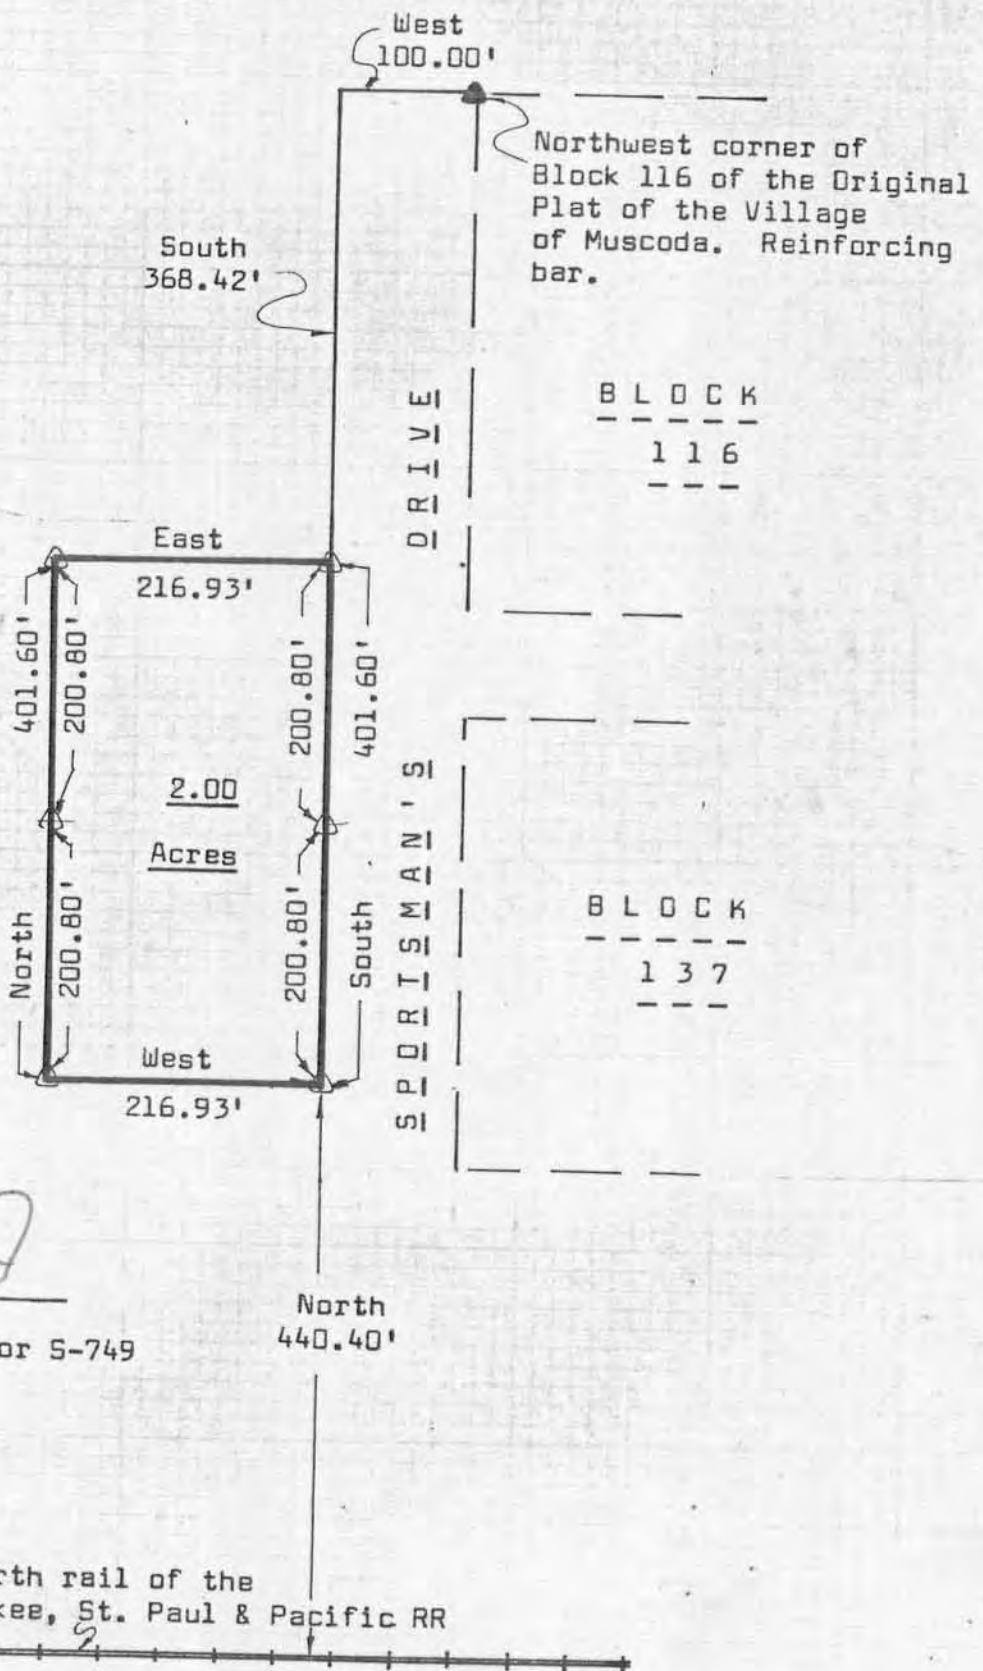 West
100.00'
Northwest corner of
Block 116 of the Original
Plat of the Village
of Muscoda. Reinforcing
bar.
South
368.42'
BLOCK
116
DRIVE
East
216.93'
401.60'
200.80'
200.80'
401.60'
2.00
Acres
SPORTSMAN'S
BLOCK
137
North
200.80'
200.80'
South
West
216.93'
North
440.40'
or S-749
rth rail of the
kee, St. Paul & Pacific RR